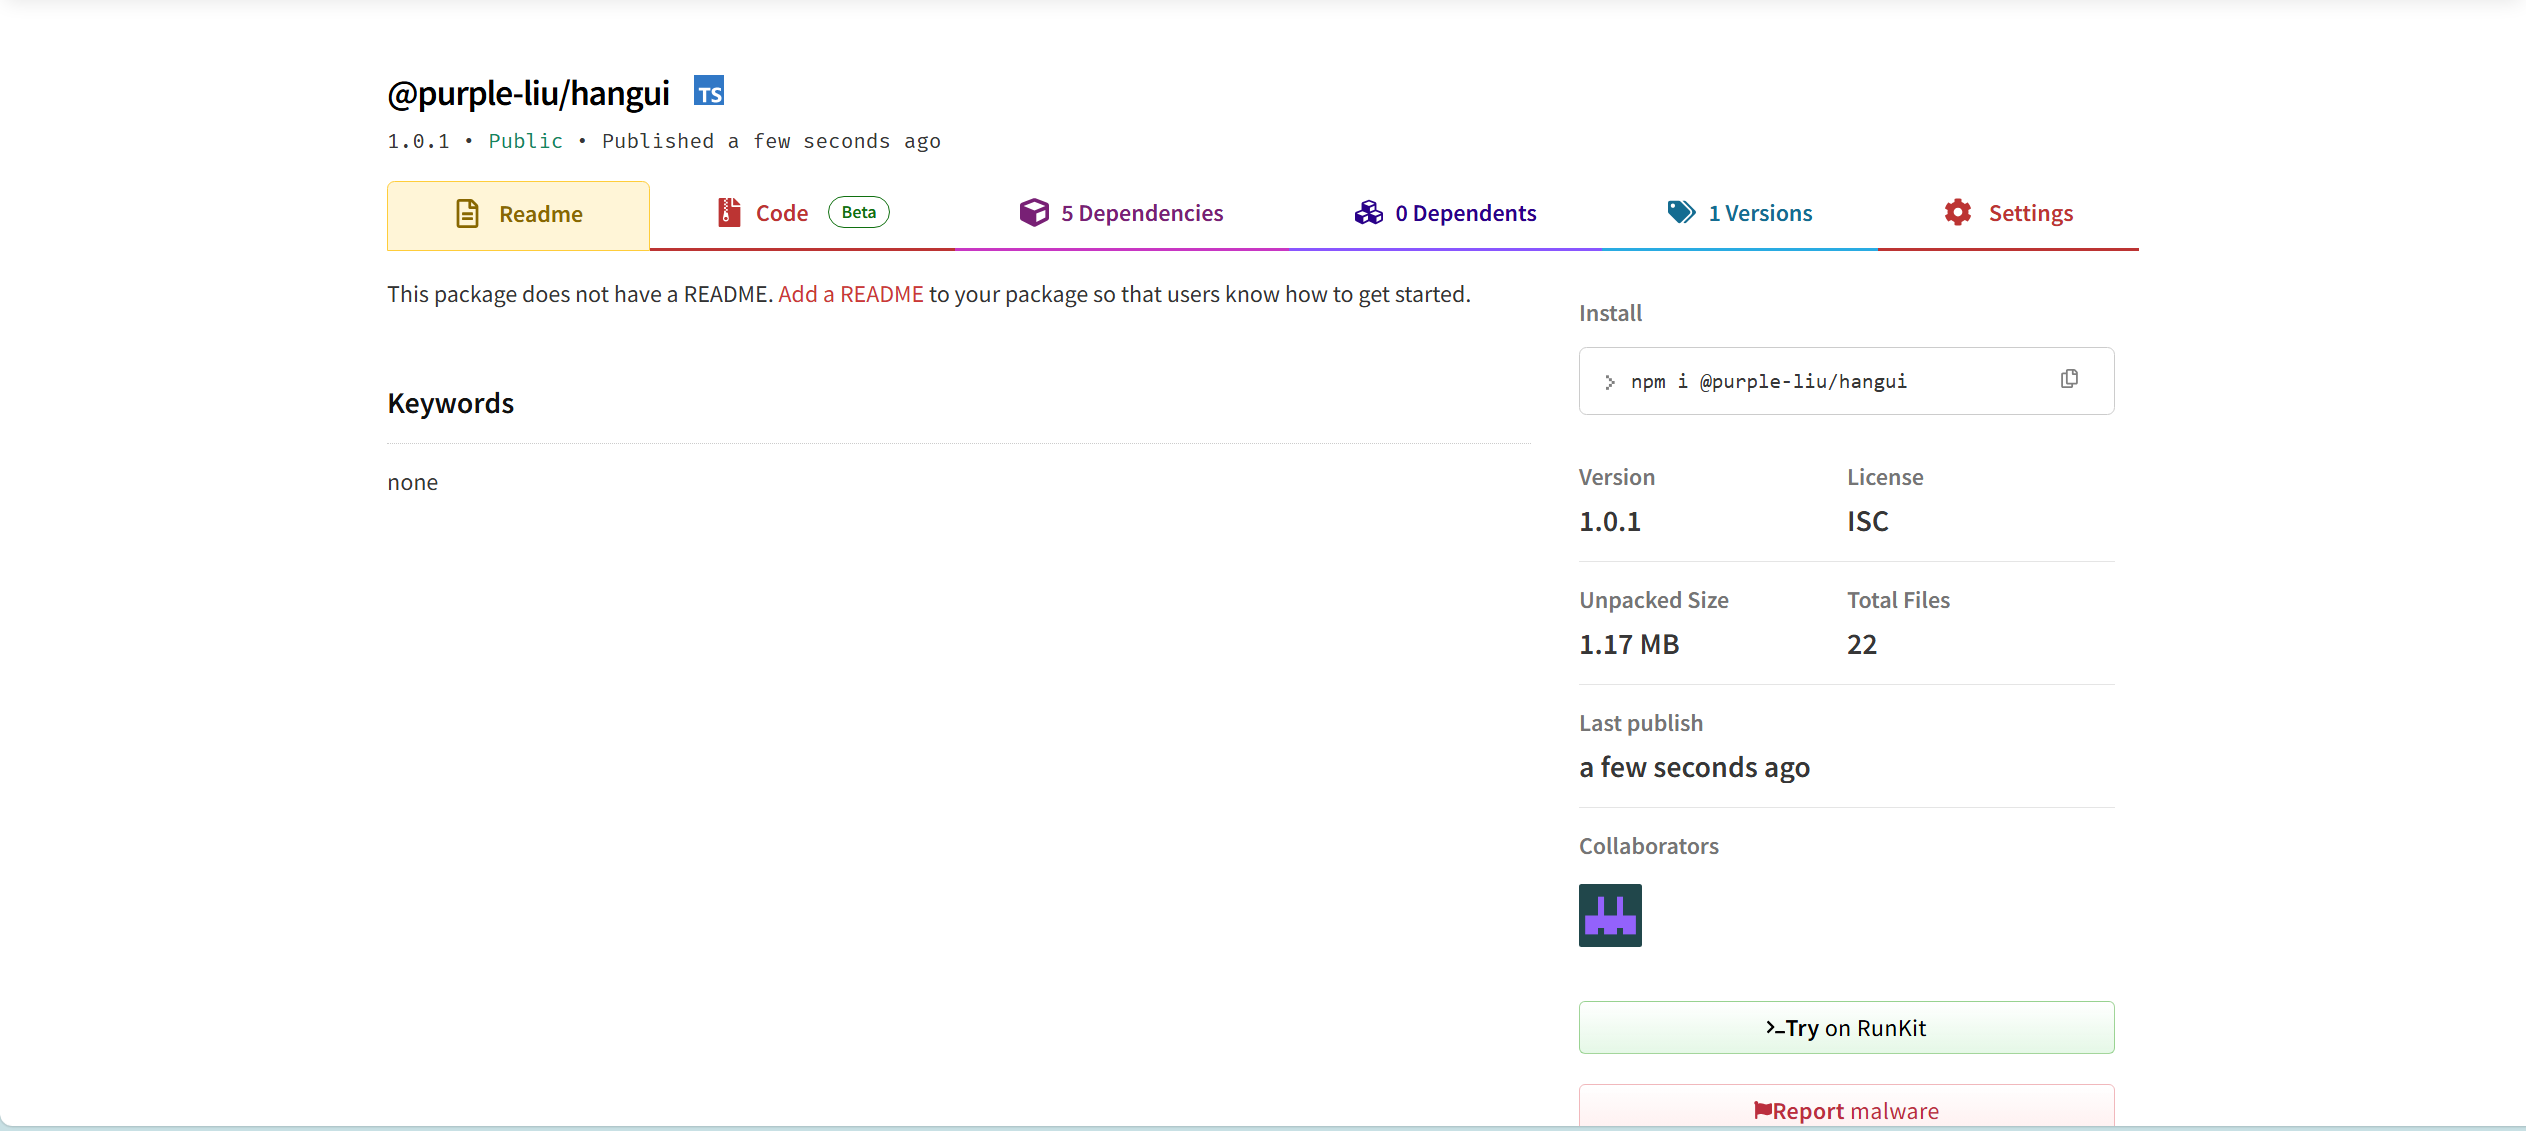 @purple-liu/hangui TS
1.0.1 • Public • Published a few seconds ago
Readme
Code Beta
5 Dependencies
0 Dependents
1 Versions
Settings
This package does not have a README. Add a README to your package so that users know how to get started.
Keywords
none
Install
npm i @purple-liu/hangui
Version
1.0.1
License
ISC
Unpacked Size
1.17 MB
Total Files
22
Last publish
a few seconds ago
Collaborators
Try on RunKit
Report malware